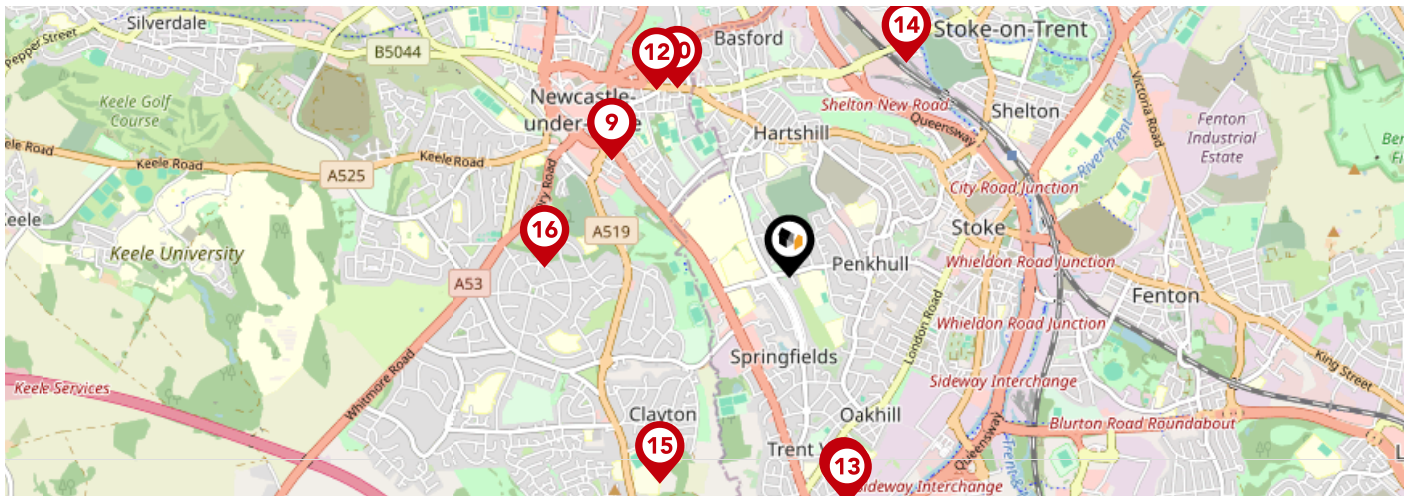 Silverdale
Pepper Street
B5044
Basford
14
Stoke-on-Trent
12
0
Keele Golf
Course
Newcastle-
under-
9
Shelton New Road
Queensway
Shelton
Victoria Road
Hartshill
River Trent
Fenton
Industrial
Estate
Keele Road
Keele Road
A525
City Road Junction
16
A519
Stoke
Keele University
Penkhull
Whieldon Road Junction
A53
Fenton
London Road
Whieldon Road Junction
Springfields
King Street
Keele Services
Whitmore Road
Sideway Interchange
Clayton
Oakhill
Blurton Road Roundabout
15
Trent
13
Queensway
Sideway Interchange